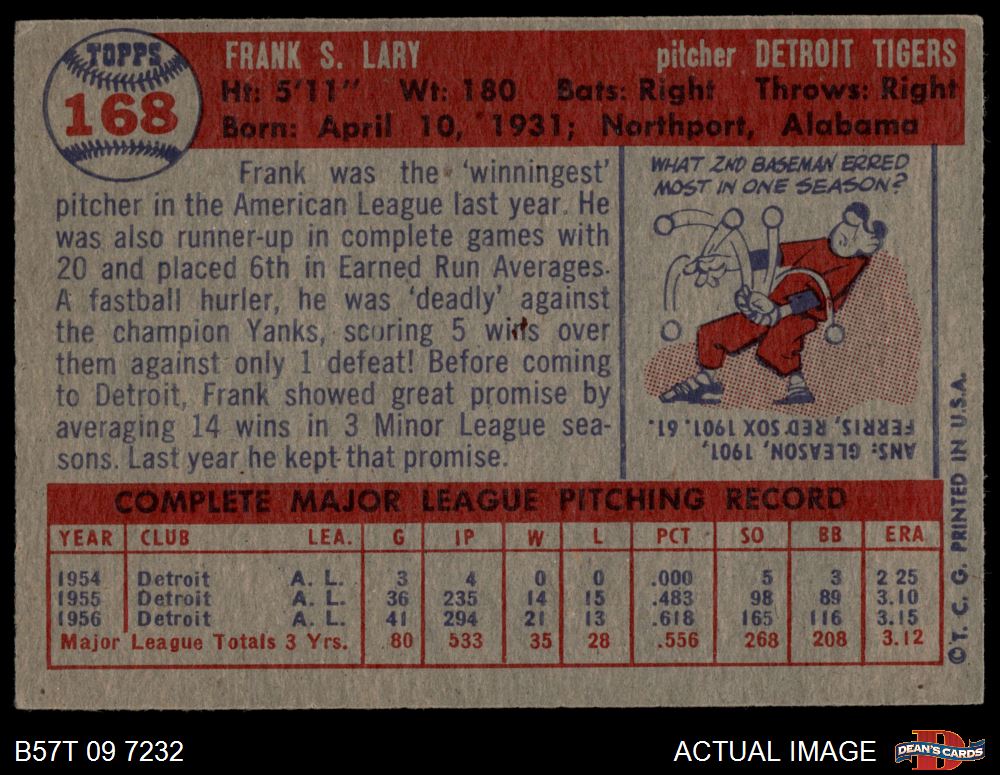 TOPPS
168
FRANK S. LARY pitcher DETROIT TIGERS
Ht: 5'11" Wt: 180 Bats: Right Throws: Right
Born: April 10, 1931; Northport, Alabama
Frank was the 'winningest'
pitcher in the American League last year. He
was also runner-up in complete games with
20 and placed 6th in Earned Run Averages.
A fastball hurler, he was 'deadly' against
the champion Yanks, scoring 5 wins over
them against only 1 defeat! Before coming
to Detroit, Frank showed great promise by
averaging 14 wins in 3 Minor League sea-
sons. Last year he kept that promise.
WHAT 2ND BASEMAN ERRED
MOST IN ONE SEASON?
ANS: GLEASON, 1901,
FERRIS, RED SOX 1901. 61.
COMPLETE MAJOR LEAGUE PITCHING RECORD
YEAR CLUB LEA. G IP W L PCT SO BB ERA
1954 Detroit A. L. 3 4 0 0 .000 5 3 2 25
1955 Detroit A. L. 36 235 14 15 .483 98 89 3.10
1956 Detroit A. L. 41 294 21 13 .618 165 116 3.15
Major League Totals 3 Yrs. 80 533 35 28 .556 268 208 3.12
© T. C. G. PRINTED IN U.S.A.
B57T 09 7232 ACTUAL IMAGE DEAN'S CARDS